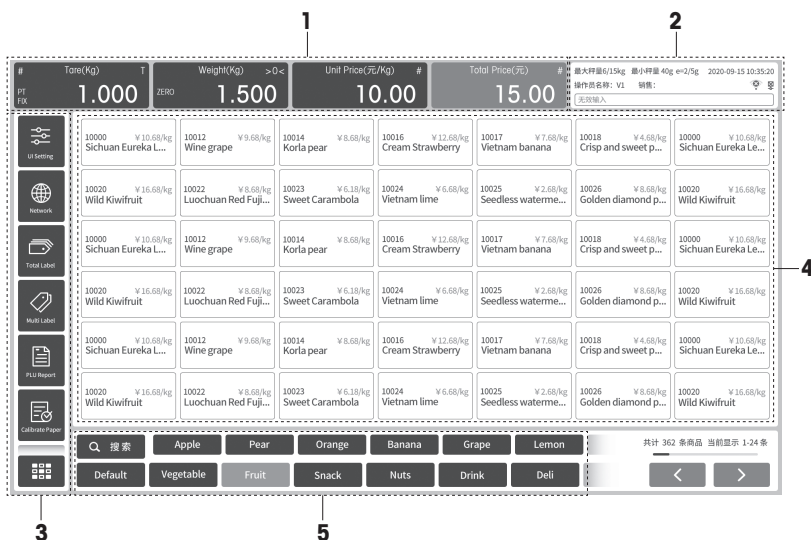 1
2
# Tare(Kg) T
PT
FIX
1.000
Weight(Kg) >0<
ZERO
1.500
Unit Price(元/Kg) #
10.00
Total Price(元) #
15.00
最大秤量6/15kg 最小秤量 40g e=2/5g 2020-09-15 10:35:20
操作员名称：V1 销售：
无效输入
UI Setting
Network
Total Label
Multi Label
PLU Report
Calibrate Paper
10000 ￥10.68/kg
Sichuan Eureka L...
10012 ￥9.68/kg
Wine grape
10014 ￥8.68/kg
Korla pear
10016 ￥12.68/kg
Cream Strawberry
10017 ￥7.68/kg
Vietnam banana
10018 ￥4.68/kg
Crisp and sweet p...
10000 ￥10.68/kg
Sichuan Eureka Le...
10020 ￥16.68/kg
Wild Kiwifruit
10022 ￥8.68/kg
Luochuan Red Fuji...
10023 ￥6.18/kg
Sweet Carambola
10024 ￥6.68/kg
Vietnam lime
10025 ￥2.68/kg
Seedless waterme...
10026 ￥8.68/kg
Golden diamond p...
10020 ￥16.68/kg
Wild Kiwifruit
10000 ￥10.68/kg
Sichuan Eureka L...
10012 ￥9.68/kg
Wine grape
10014 ￥8.68/kg
Korla pear
10016 ￥12.68/kg
Cream Strawberry
10017 ￥7.68/kg
Vietnam banana
10018 ￥4.68/kg
Crisp and sweet p...
10000 ￥10.68/kg
Sichuan Eureka Le...
4
10020 ￥16.68/kg
Wild Kiwifruit
10022 ￥8.68/kg
Luochuan Red Fuji...
10023 ￥6.18/kg
Sweet Carambola
10024 ￥6.68/kg
Vietnam lime
10025 ￥2.68/kg
Seedless waterme...
10026 ￥8.68/kg
Golden diamond p...
10020 ￥16.68/kg
Wild Kiwifruit
10000 ￥10.68/kg
Sichuan Eureka L...
10012 ￥9.68/kg
Wine grape
10014 ￥8.68/kg
Korla pear
10016 ￥12.68/kg
Cream Strawberry
10017 ￥7.68/kg
Vietnam banana
10018 ￥4.68/kg
Crisp and sweet p...
10000 ￥10.68/kg
Sichuan Eureka Le...
10020 ￥16.68/kg
Wild Kiwifruit
10022 ￥8.68/kg
Luochuan Red Fuji...
10023 ￥6.18/kg
Sweet Carambola
10024 ￥6.68/kg
Vietnam lime
10025 ￥2.68/kg
Seedless waterme...
10026 ￥8.68/kg
Golden diamond p...
10020 ￥16.68/kg
Wild Kiwifruit
搜索 Apple Pear Orange Banana Grape Lemon
共计 362 条商品 当前显示 1-24 条
Default Vegetable Fruit Snack Nuts Drink Deli
3
5